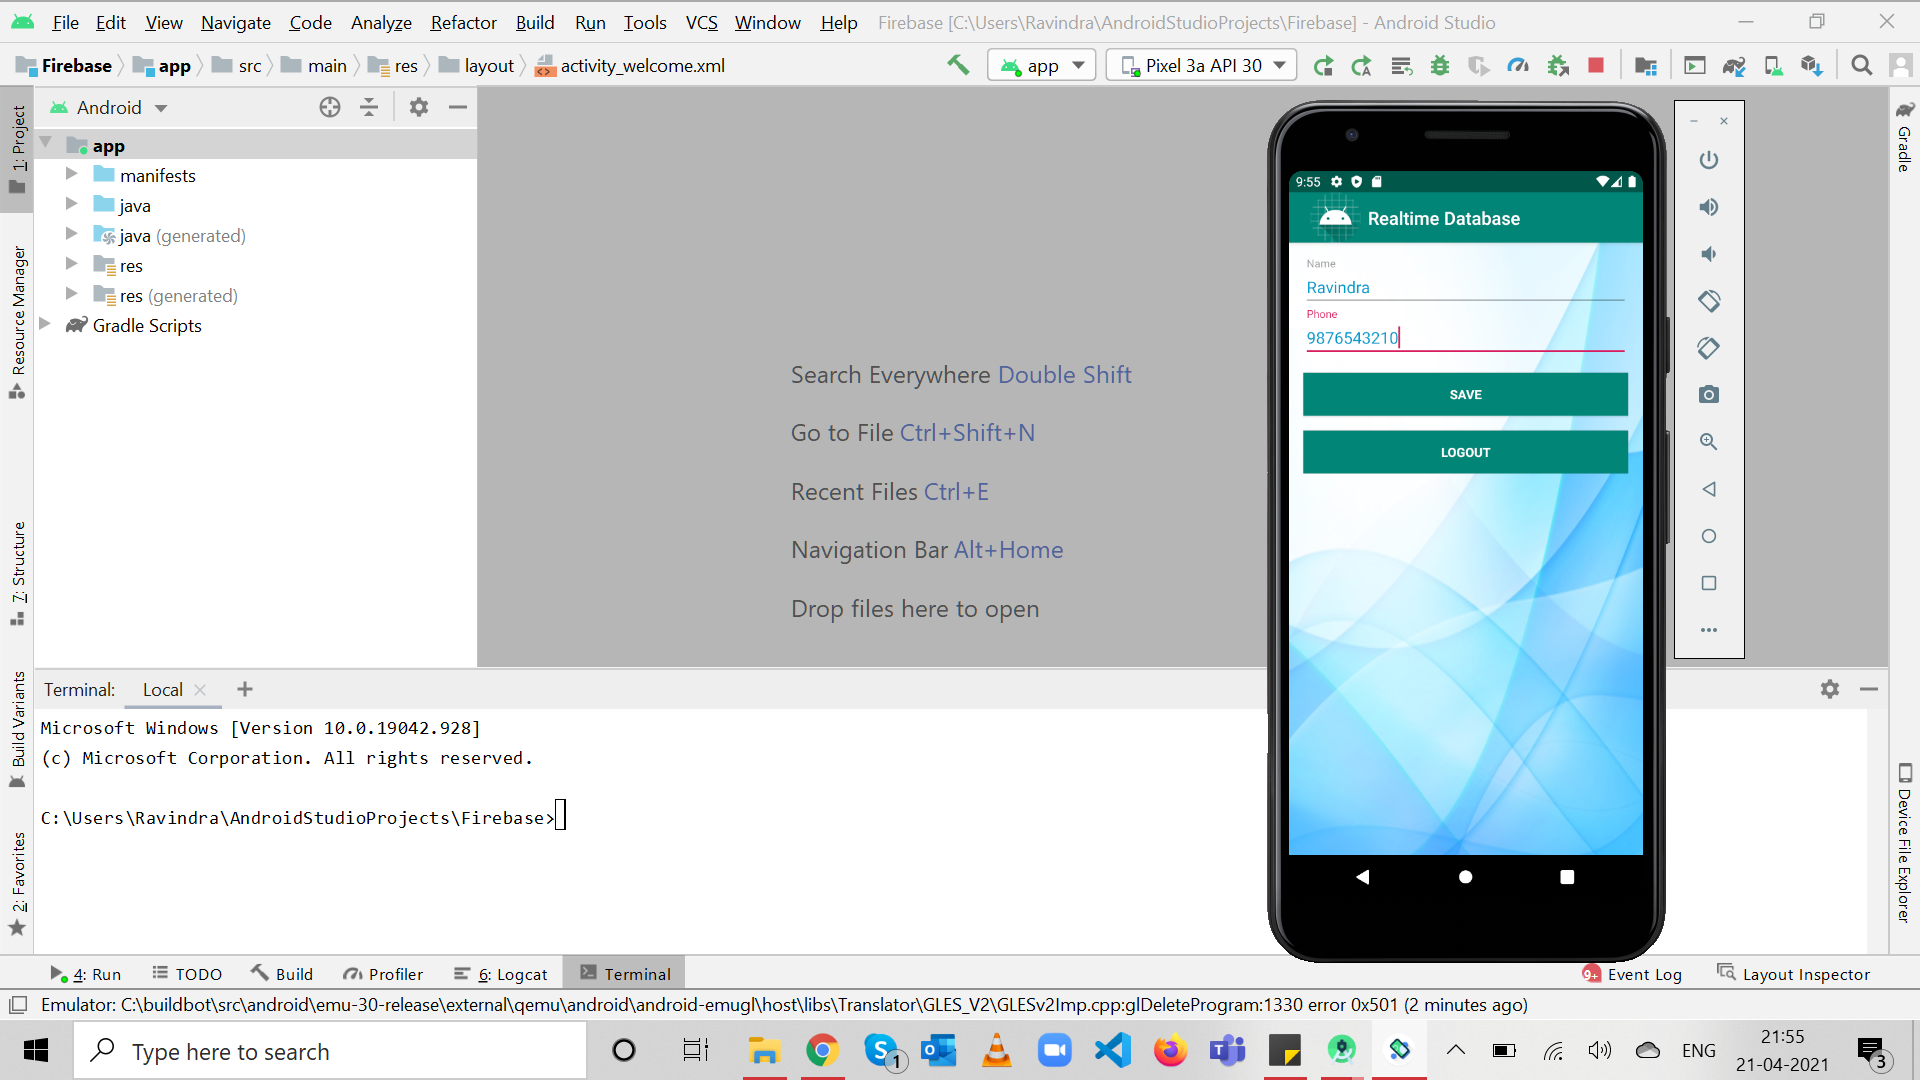 File Edit View Navigate Code Analyze Refactor Build Run Tools VCS Window Help Firebase [C:\Users\Ravindra\AndroidStudioProjects\Firebase] - Android Studio
Firebase app src main res layout activity_welcome.xml app Pixel 3a API 30
Android
app
manifests
java
java (generated)
res
res (generated)
Gradle Scripts
1: Project
Resource Manager
7: Structure
Build Variants
2: Favorites
Search Everywhere Double Shift
Go to File Ctrl+Shift+N
Recent Files Ctrl+E
Navigation Bar Alt+Home
Drop files here to open
9:55
Realtime Database
Name
Ravindra
Phone
9876543210
SAVE
LOGOUT
Gradle
Device File Explorer
Terminal: Local
Microsoft Windows [Version 10.0.19042.928]
(c) Microsoft Corporation. All rights reserved.
C:\Users\Ravindra\AndroidStudioProjects\Firebase>
4: Run TODO Build Profiler 6: Logcat Terminal 9+ Event Log Layout Inspector
Emulator: C:\buildbot\src\android\emu-30-release\external\qemu\android\android-emugl\host\libs\Translator\GLES_V2\GLESv2Imp.cpp:glDeleteProgram:1330 error 0x501 (2 minutes ago)
Type here to search
1
ENG
21:55
21-04-2021
3